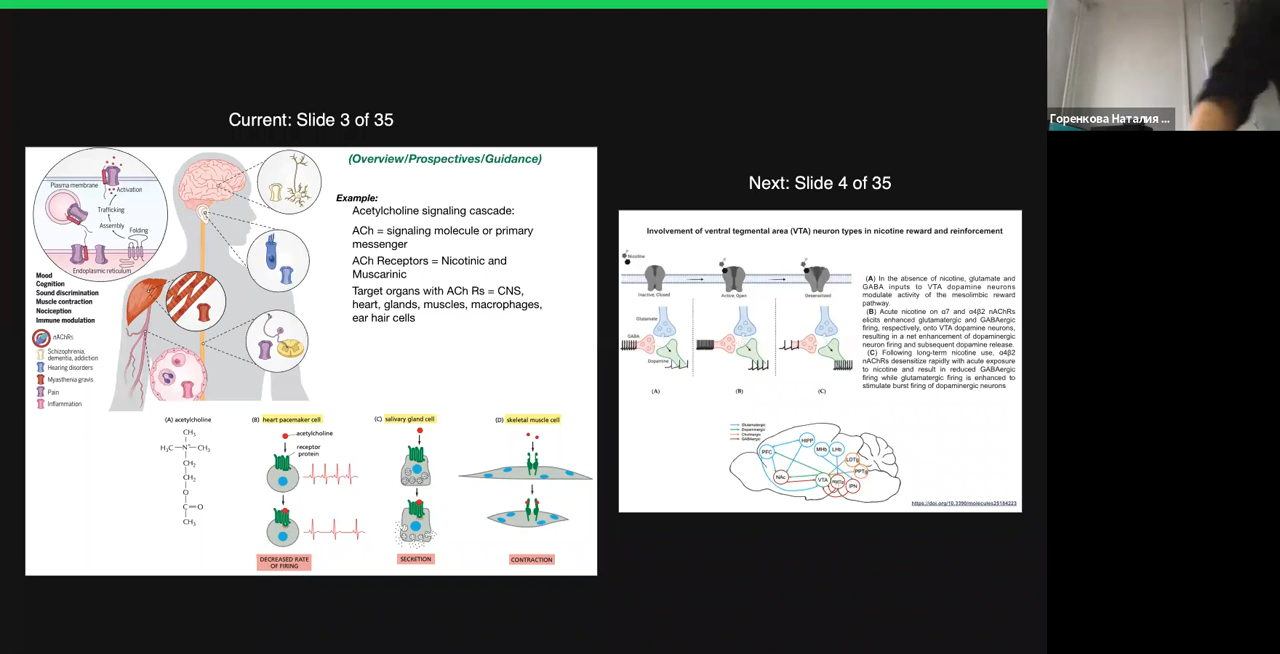 Горенкова Наталия ...
Current: Slide 3 of 35
(Overview/Prospectives/Guidance)
Plasma membrane
Activation
Trafficking
Assembly
Folding
Endoplasmic reticulum
Mood
Cognition
Sound discrimination
Muscle contraction
Nociception
Immune modulation
nAChRs
Schizophrenia,
dementia, addiction
Hearing disorders
Myasthenia gravis
Pain
Inflammation
Example:
Acetylcholine signaling cascade:
ACh = signaling molecule or primary
messenger
ACh Receptors = Nicotinic and
Muscarinic
Target organs with ACh Rs = CNS,
heart, glands, muscles, macrophages,
ear hair cells
(A) acetylcholine
CH₃
H₃C—N⁺—CH₃
CH₂
CH₂
O
C=O
CH₃
(B) heart pacemaker cell
acetylcholine
receptor
protein
DECREASED RATE
OF FIRING
(C) salivary gland cell
SECRETION
(D) skeletal muscle cell
CONTRACTION
Next: Slide 4 of 35
Involvement of ventral tegmental area (VTA) neuron types in nicotine reward and reinforcement
Nicotine
Inactive, Closed
Active, Open
Desensitized
Glutamate
GABA
Dopamine
(A)
(B)
(C)
(A) In the absence of nicotine, glutamate and
GABA inputs to VTA dopamine neurons
modulate activity of the mesolimbic reward
pathway.
(B) Acute nicotine on α7 and α4β2 nAChRs
elicits enhanced glutamatergic and GABAergic
firing, respectively, onto VTA dopamine neurons,
resulting in a net enhancement of dopaminergic
neuron firing and subsequent dopamine release.
(C) Following long-term nicotine use, α4β2
nAChRs desensitize rapidly with acute exposure
to nicotine and result in reduced GABAergic
firing while glutamatergic firing is enhanced to
stimulate burst firing of dopaminergic neurons
Glutamatergic
Dopaminergic
Cholinergic
GABAergic
PFC
HIPP
MHb
LHb
LDTg
PPTg
NAc
VTA
RMTg
IPN
https://doi.org/10.3390/molecules25184223